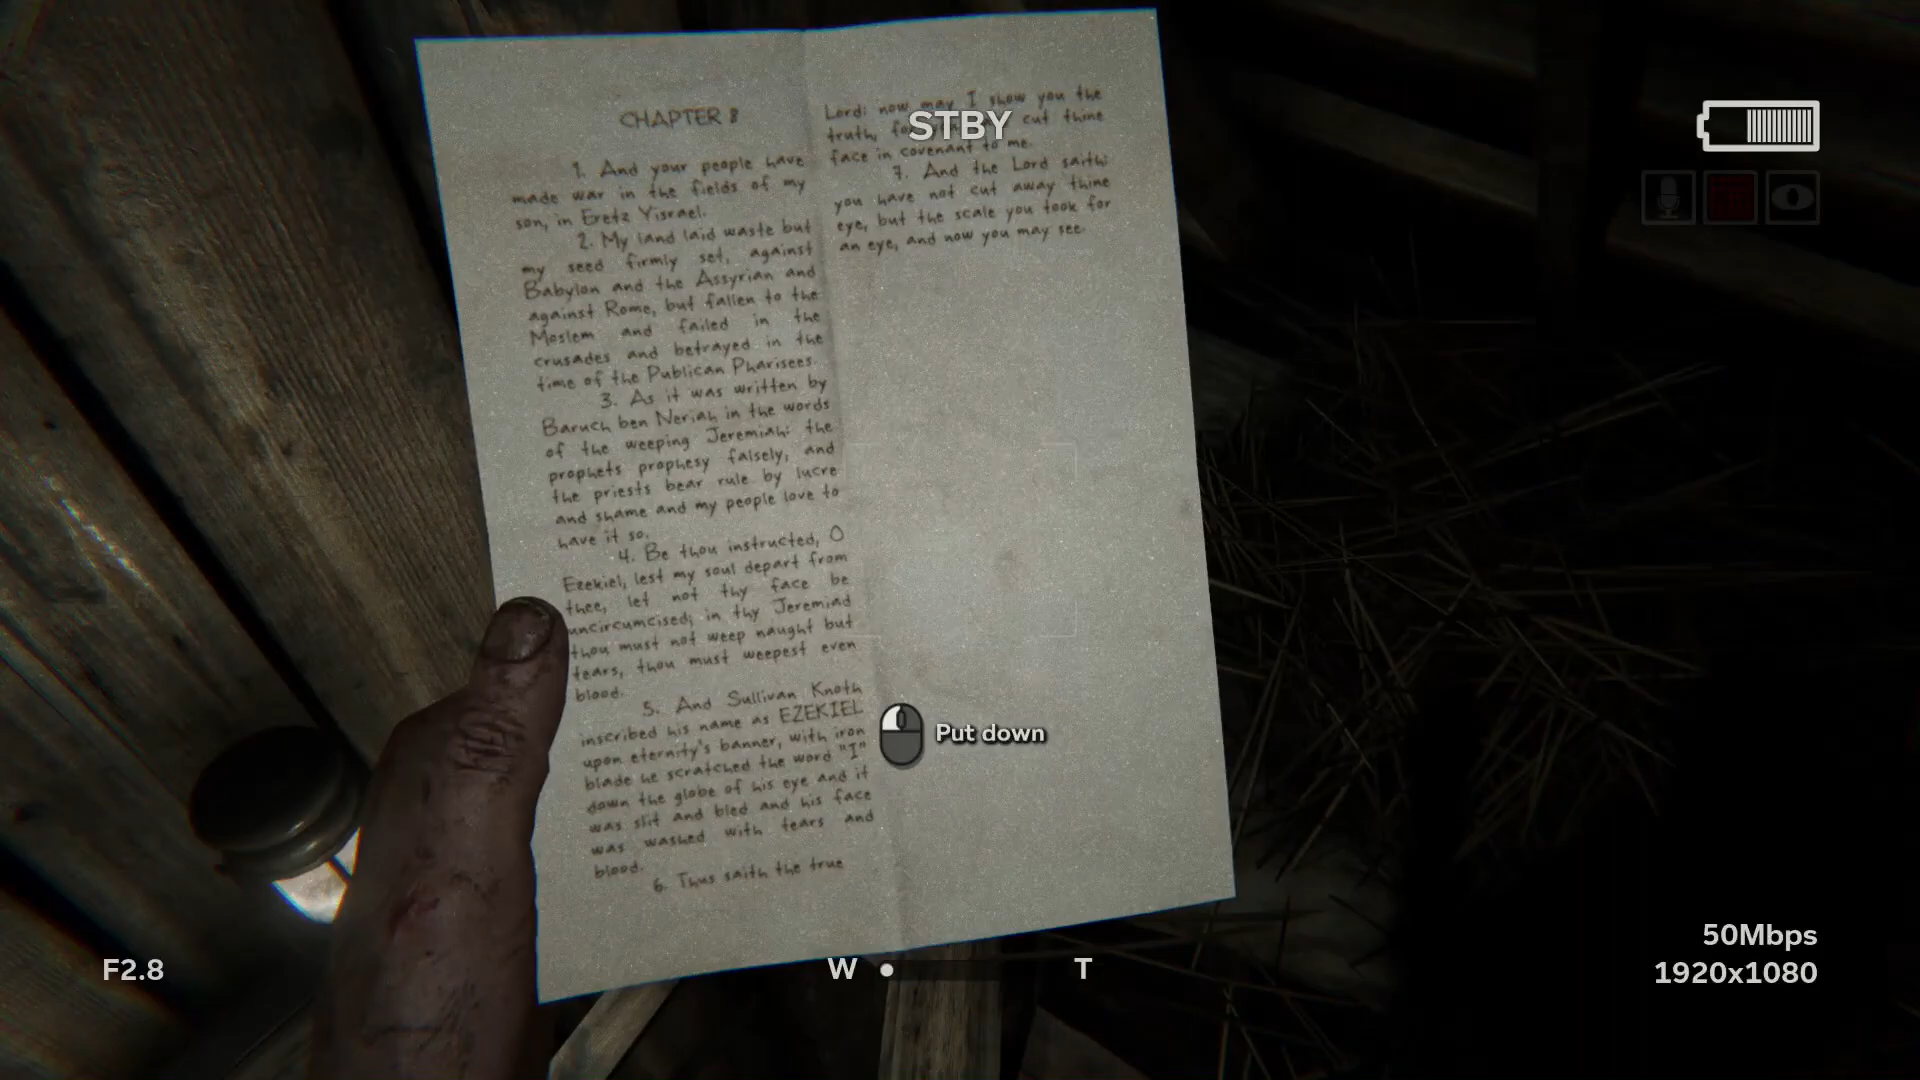 CHAPTER 8
1. And your people have
made war in the fields of my
son, in Eretz Yisrael.
2. My land laid waste but
my seed firmly set, against
Babylon and the Assyrian and
against Rome, but fallen to the
Moslem and failed in the
crusades and betrayed in the
time of the Publican Pharisees.
3. As it was written by
Baruch ben Neriah in the words
of the weeping Jeremiah: the
prophets prophesy falsely, and
the priests bear rule by lucre
and shame and my people love to
have it so.
4. Be thou instructed, O
Ezekiel, lest my soul depart from
thee, let not thy face be
uncircumcised; in thy Jeremiad
thou must not weep naught but
tears, thou must weepest even
blood.
5. And Sullivan Knoth
inscribed his name as EZEKIEL
upon eternity's banner, with iron
blade he scratched the word "I"
down the globe of his eye and it
was slit and bled and his face
was washed with tears and
blood.
6. Thus saith the true
Lord: now may I show you the
truth, cut thine
face in covenant to me.
7. And the Lord saith:
you have not cut away thine
eye, but the scale you took for
an eye, and now you may see.
STBY
Put down
F2.8
W T
50Mbps
1920x1080